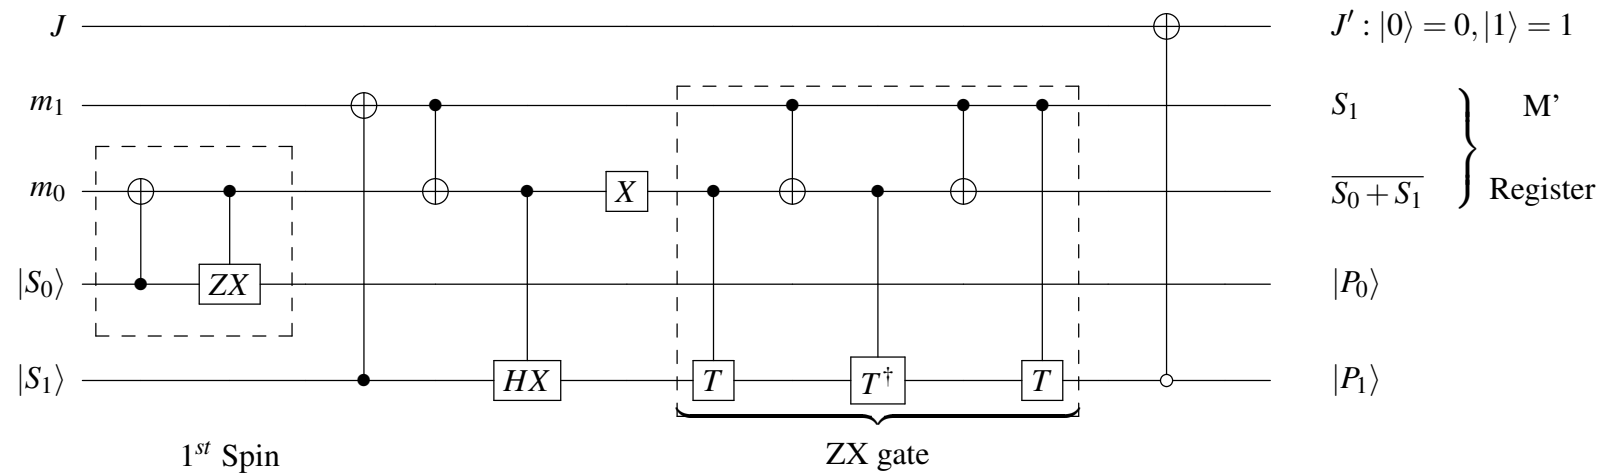 J J′ : |0⟩ = 0, |1⟩ = 1
m₁ S₁ M’
m₀ X S₀ + S₁ Register
|S₀⟩ ZX |P₀⟩
|S₁⟩ HX T T† T |P₁⟩
1ˢᵗ Spin ZX gate